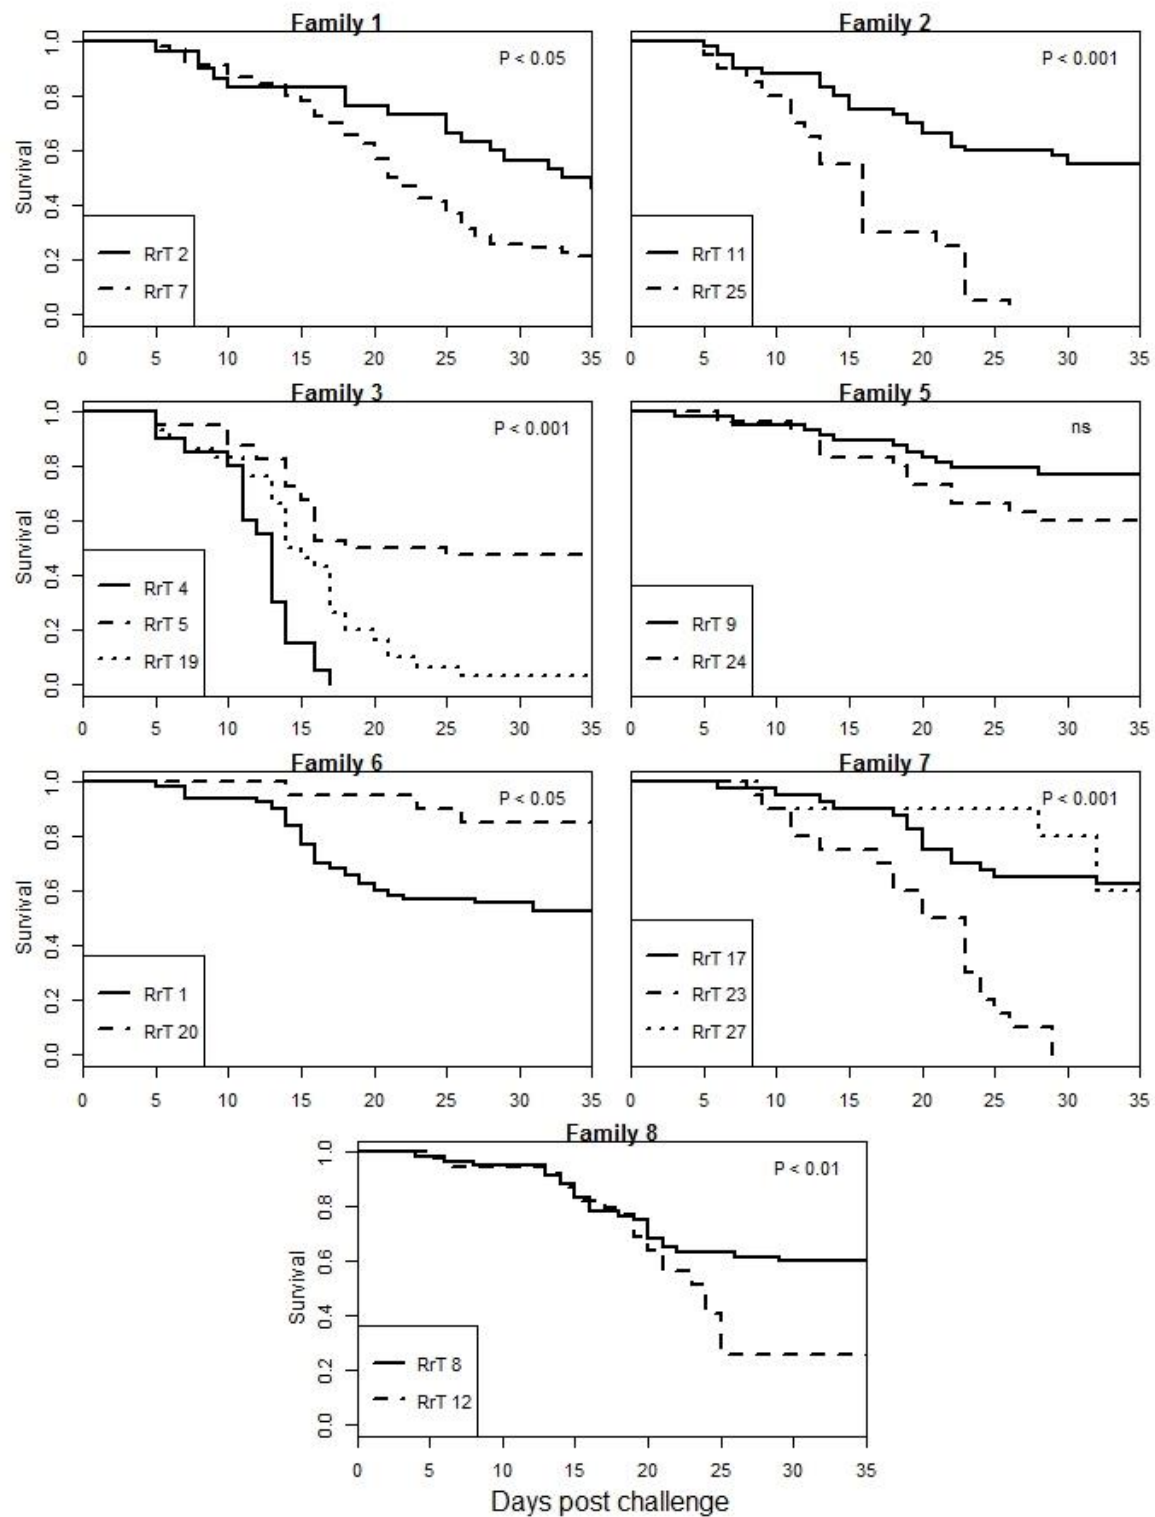 Family 1
P < 0.05
Survival
1.0
0.8
0.6
0.4
0.2
0.0
RrT 2
RrT 7
0 5 10 15 20 25 30 35
Family 2
P < 0.001
RrT 11
RrT 25
0 5 10 15 20 25 30 35
Family 3
P < 0.001
Survival
1.0
0.8
0.6
0.4
0.2
0.0
RrT 4
RrT 5
RrT 19
0 5 10 15 20 25 30 35
Family 5
ns
RrT 9
RrT 24
0 5 10 15 20 25 30 35
Family 6
P < 0.05
Survival
1.0
0.8
0.6
0.4
0.2
0.0
RrT 1
RrT 20
0 5 10 15 20 25 30 35
Family 7
P < 0.001
RrT 17
RrT 23
RrT 27
0 5 10 15 20 25 30 35
Family 8
P < 0.01
Survival
1.0
0.8
0.6
0.4
0.2
0.0
RrT 8
RrT 12
0 5 10 15 20 25 30 35
Days post challenge